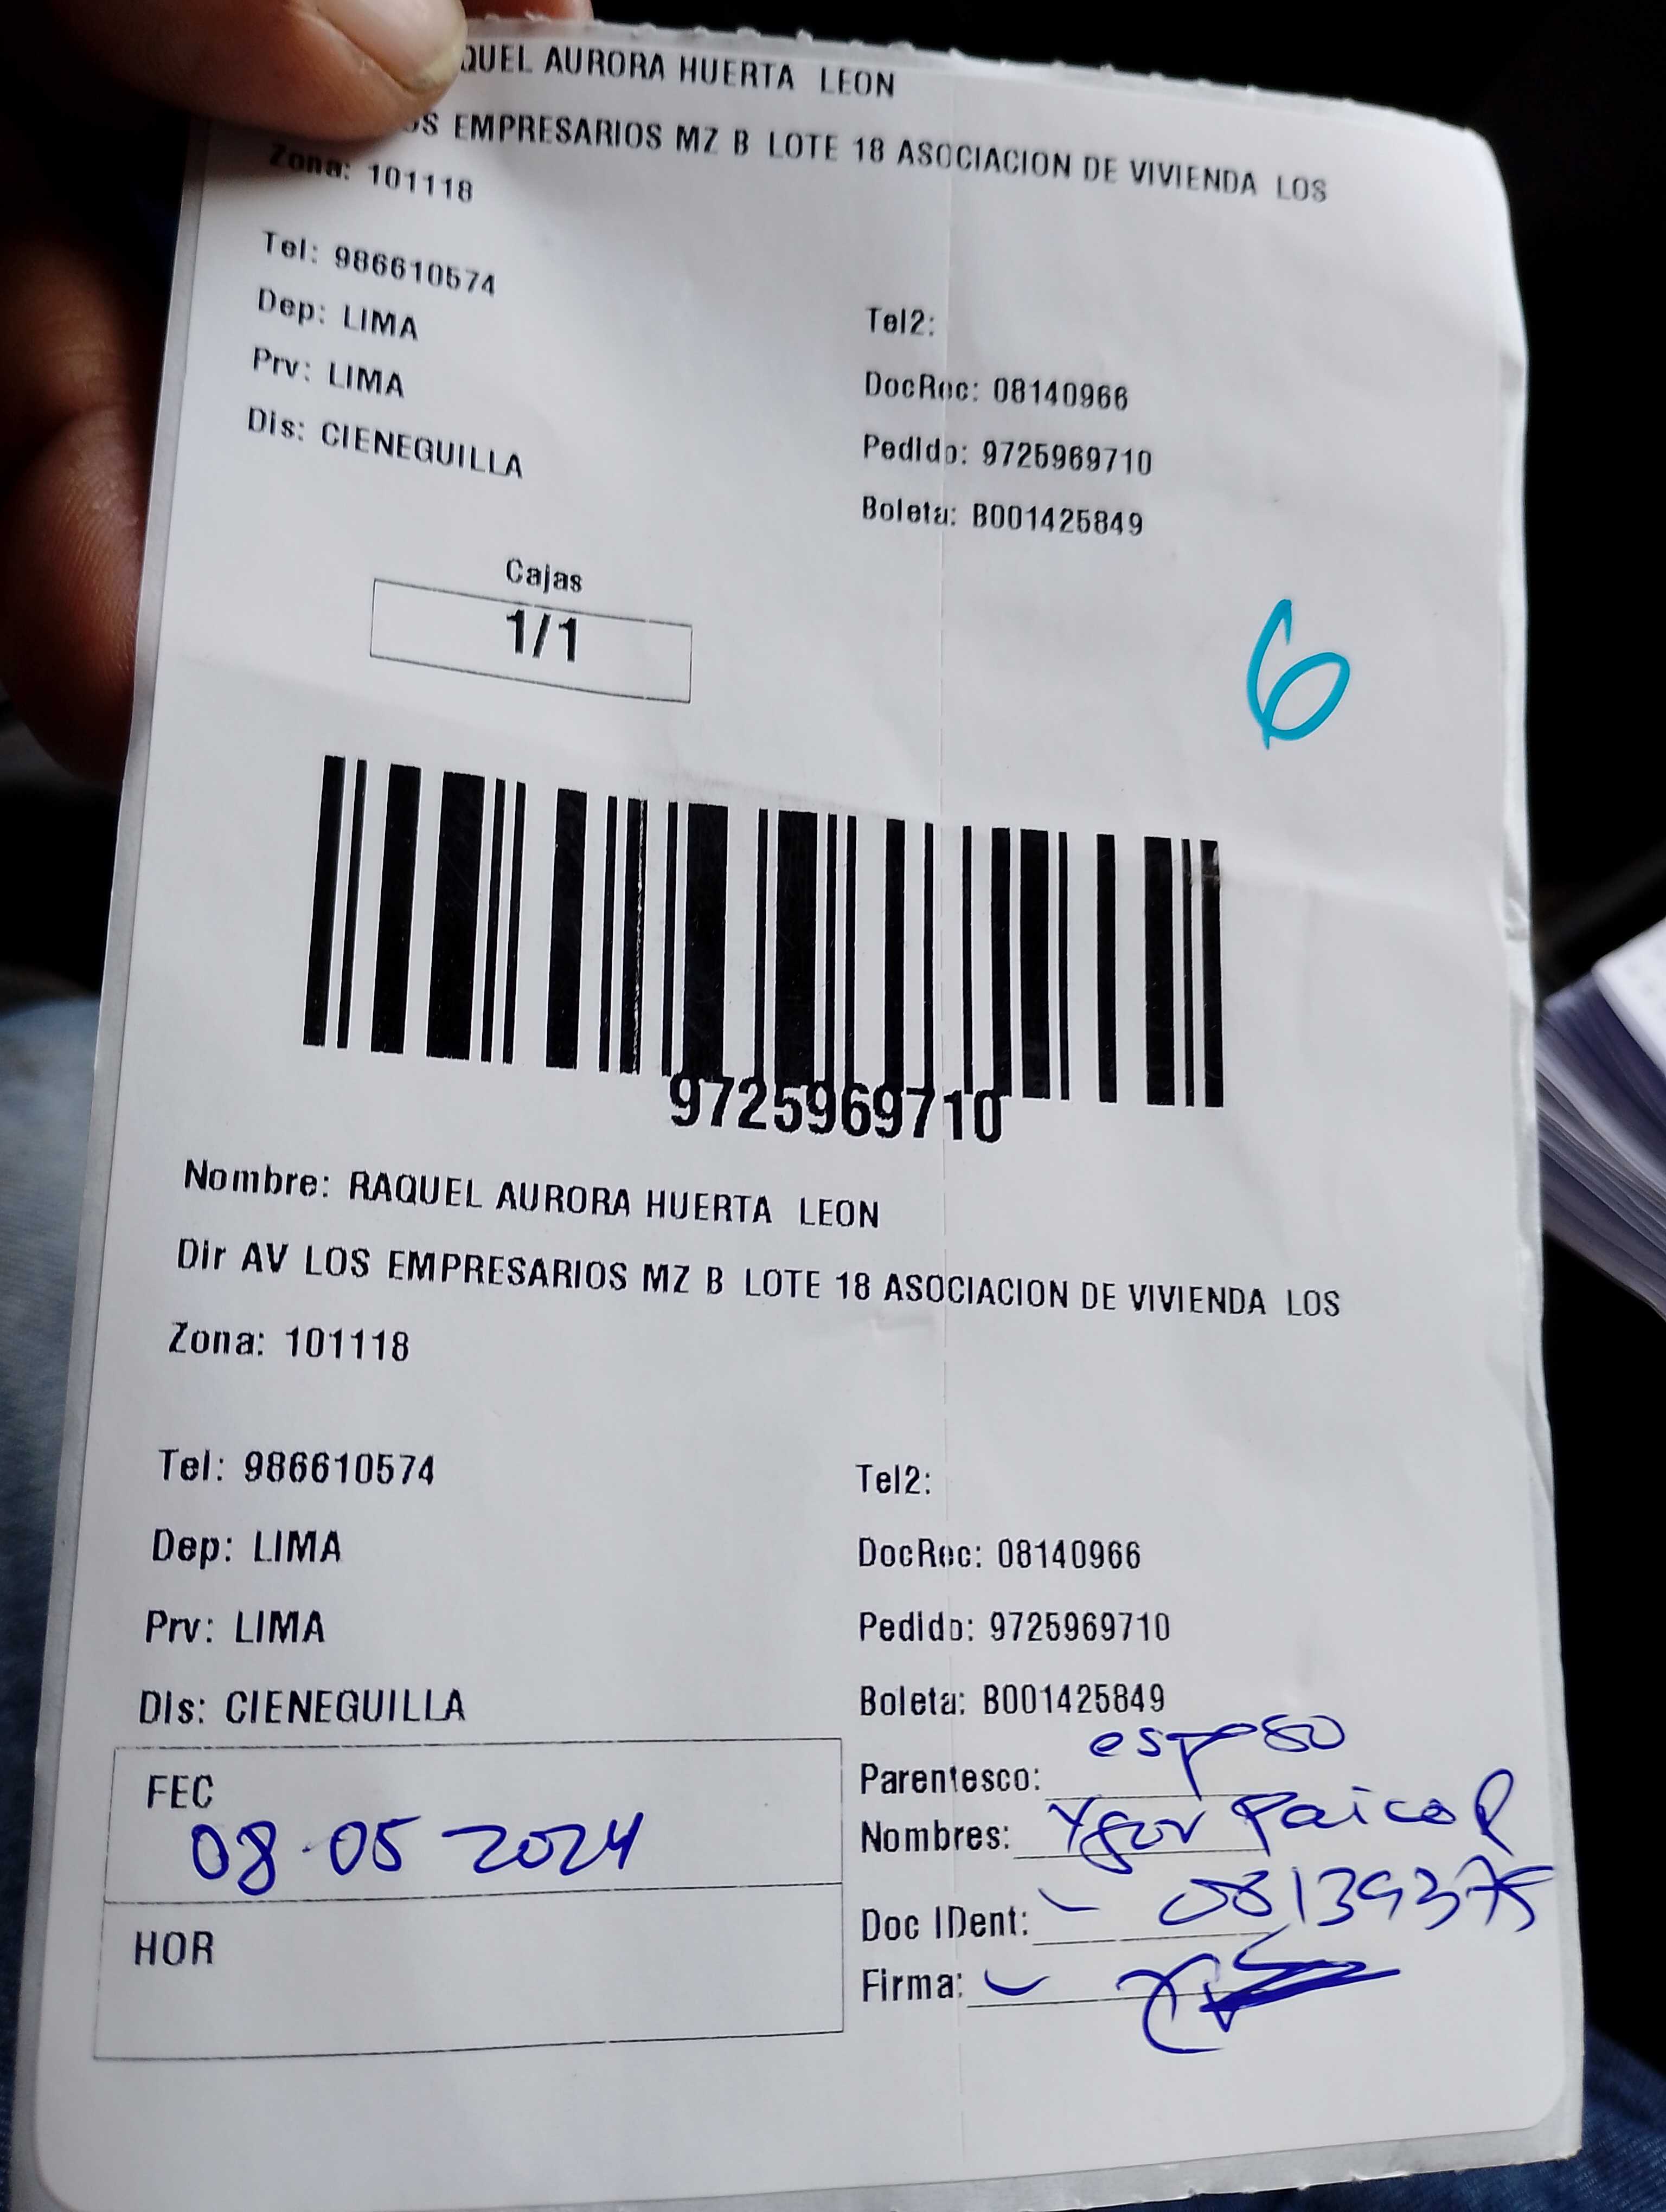 AURORA HUERTA LEON
EMPRESARIOS MZ B LOTE 18 ASOCIACION DE VIVIENDA LOS
Zona: 101118
Tel: 986610574
Tel2:
Dep: LIMA
DocRec: 08140966
Prv: LIMA
Pedido: 9725969710
Dis: CIENEGUILLA
Boleta: B001425849
Cajas
1/1
6
9725969710
Nombre: RAQUEL AURORA HUERTA LEON
Dir AV LOS EMPRESARIOS MZ B LOTE 18 ASOCIACION DE VIVIENDA LOS
Zona: 101118
Tel: 986610574
Tel2:
Dep: LIMA
DocRec: 08140966
Prv: LIMA
Pedido: 9725969710
Dis: CIENEGUILLA
Boleta: B001425849
FEC
08-05 2024
HOR
Parentesco: esposo
Nombres: Ygor Paico P
Doc IDent: 08139375
Firma: